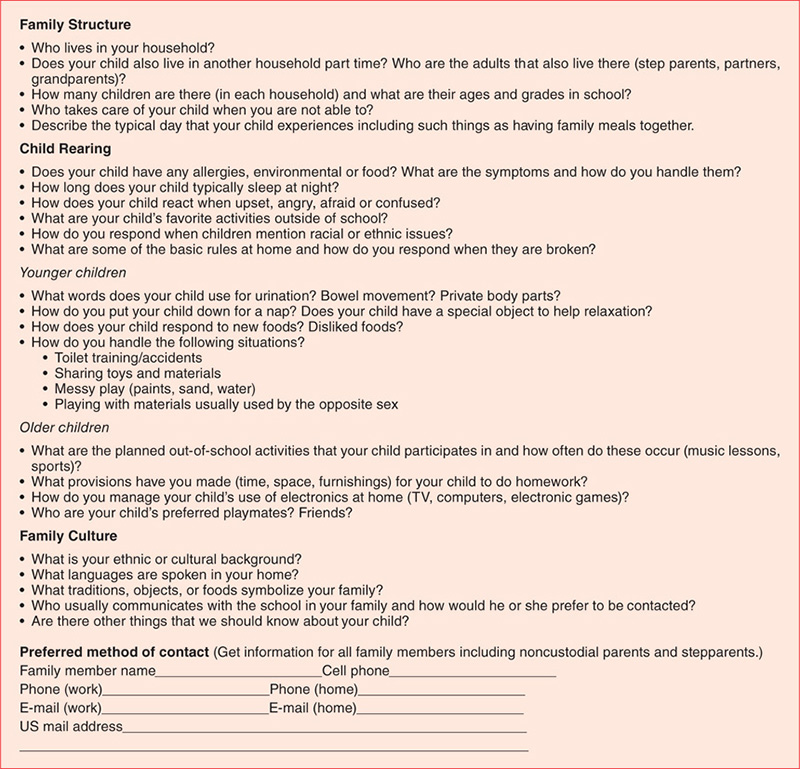 Family Structure
• Who lives in your household?
• Does your child also live in another household part time? Who are the adults that also live there (step parents, partners,
grandparents)?
• How many children are there (in each household) and what are their ages and grades in school?
• Who takes care of your child when you are not able to?
• Describe the typical day that your child experiences including such things as having family meals together.
Child Rearing
• Does your child have any allergies, environmental or food? What are the symptoms and how do you handle them?
• How long does your child typically sleep at night?
• How does your child react when upset, angry, afraid or confused?
• What are your child's favorite activities outside of school?
• How do you respond when children mention racial or ethnic issues?
• What are some of the basic rules at home and how do you respond when they are broken?
Younger children
• What words does your child use for urination? Bowel movement? Private body parts?
• How do you put your child down for a nap? Does your child have a special object to help relaxation?
• How does your child respond to new foods? Disliked foods?
• How do you handle the following situations?
• Toilet training/accidents
• Sharing toys and materials
• Messy play (paints, sand, water)
• Playing with materials usually used by the opposite sex
Older children
• What are the planned out-of-school activities that your child participates in and how often do these occur (music lessons,
sports)?
• What provisions have you made (time, space, furnishings) for your child to do homework?
• How do you manage your child's use of electronics at home (TV, computers, electronic games)?
• Who are your child's preferred playmates? Friends?
Family Culture
• What is your ethnic or cultural background?
• What languages are spoken in your home?
• What traditions, objects, or foods symbolize your family?
• Who usually communicates with the school in your family and how would he or she prefer to be contacted?
• Are there other things that we should know about your child?
Preferred method of contact (Get information for all family members including noncustodial parents and stepparents.)
Family member name______________________Cell phone______________________
Phone (work)______________________Phone (home)______________________
E-mail (work)______________________E-mail (home)______________________
US mail address______________________